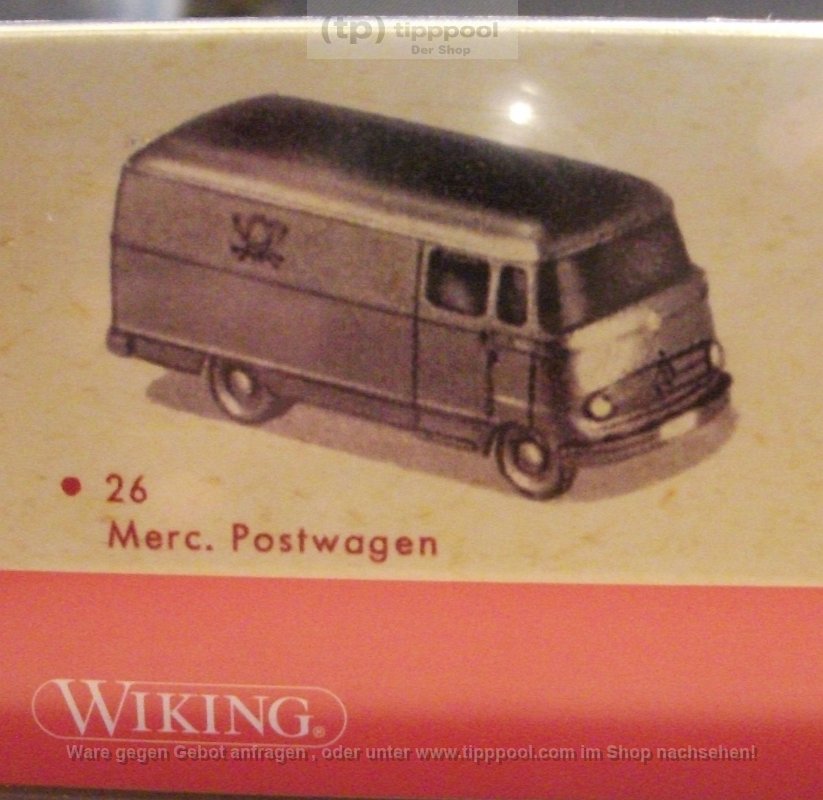 (tp) tipppool
Der Shop
• 26
Merc. Postwagen
WIKING®
Ware gegen Gebot anfragen , oder unter www.tipppool.com im Shop nachsehen!